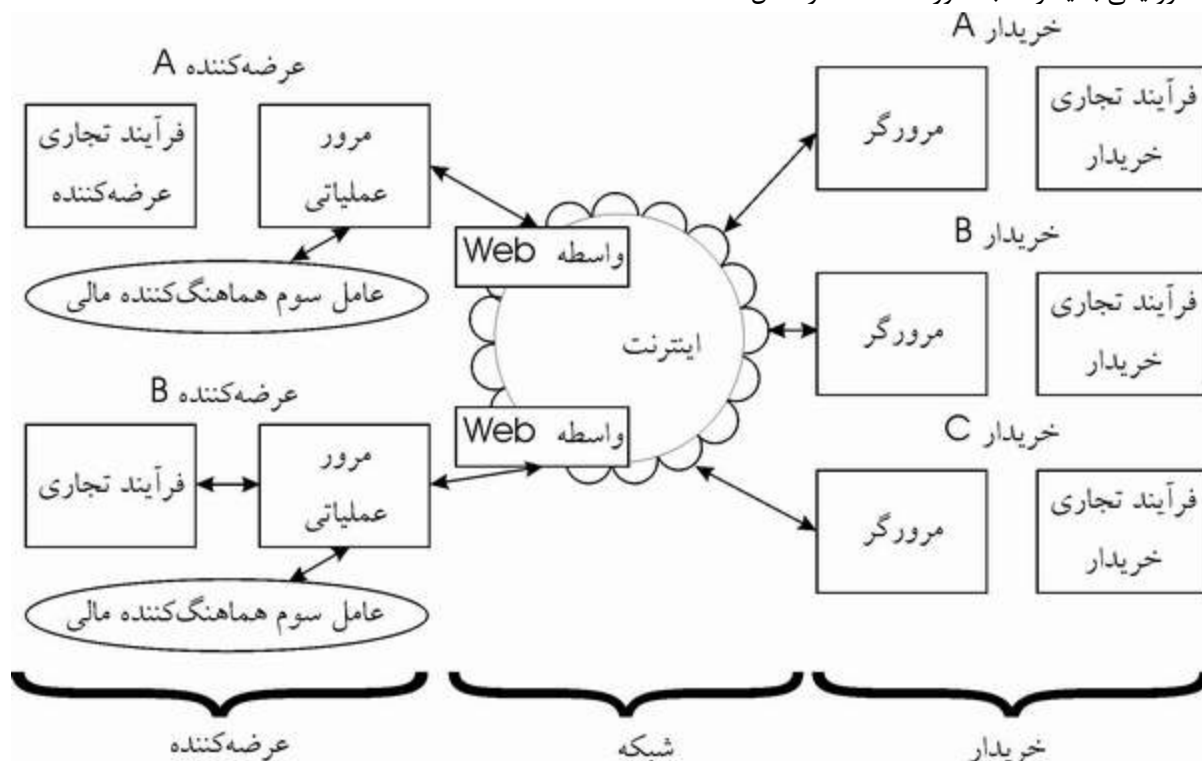 خریدار A
فرآیند تجاری
خریدار
مرورگر
خریدار B
فرآیند تجاری
خریدار
مرورگر
خریدار C
فرآیند تجاری
خریدار
مرورگر
واسطه Web
اینترنت
واسطه Web
عرضه‌کننده A
مرور
عملیاتی
فرآیند تجاری
عرضه‌کننده
عامل سوم هماهنگ‌کننده مالی
عرضه‌کننده B
مرور
عملیاتی
فرآیند تجاری
عامل سوم هماهنگ‌کننده مالی
خریدار
شبکه
عرضه‌کننده